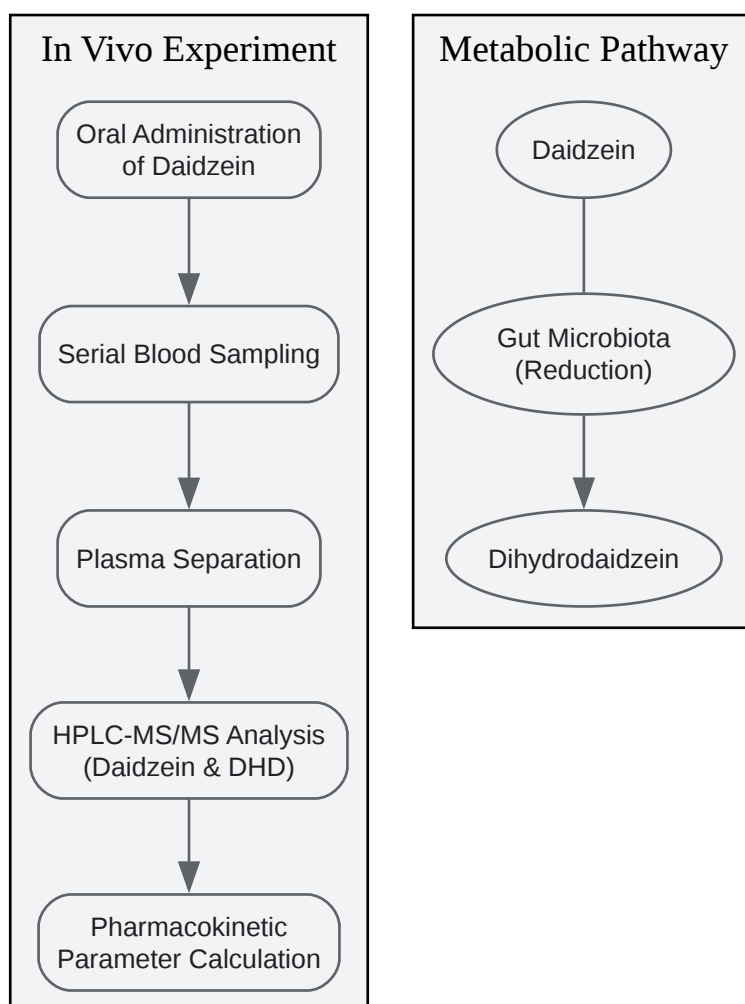 In Vivo Experiment
Oral Administration
of Daidzein
Serial Blood Sampling
Plasma Separation
HPLC-MS/MS Analysis
(Daidzein & DHD)
Pharmacokinetic
Parameter Calculation
Metabolic Pathway
Daidzein
Gut Microbiota
(Reduction)
Dihydrodaidzein